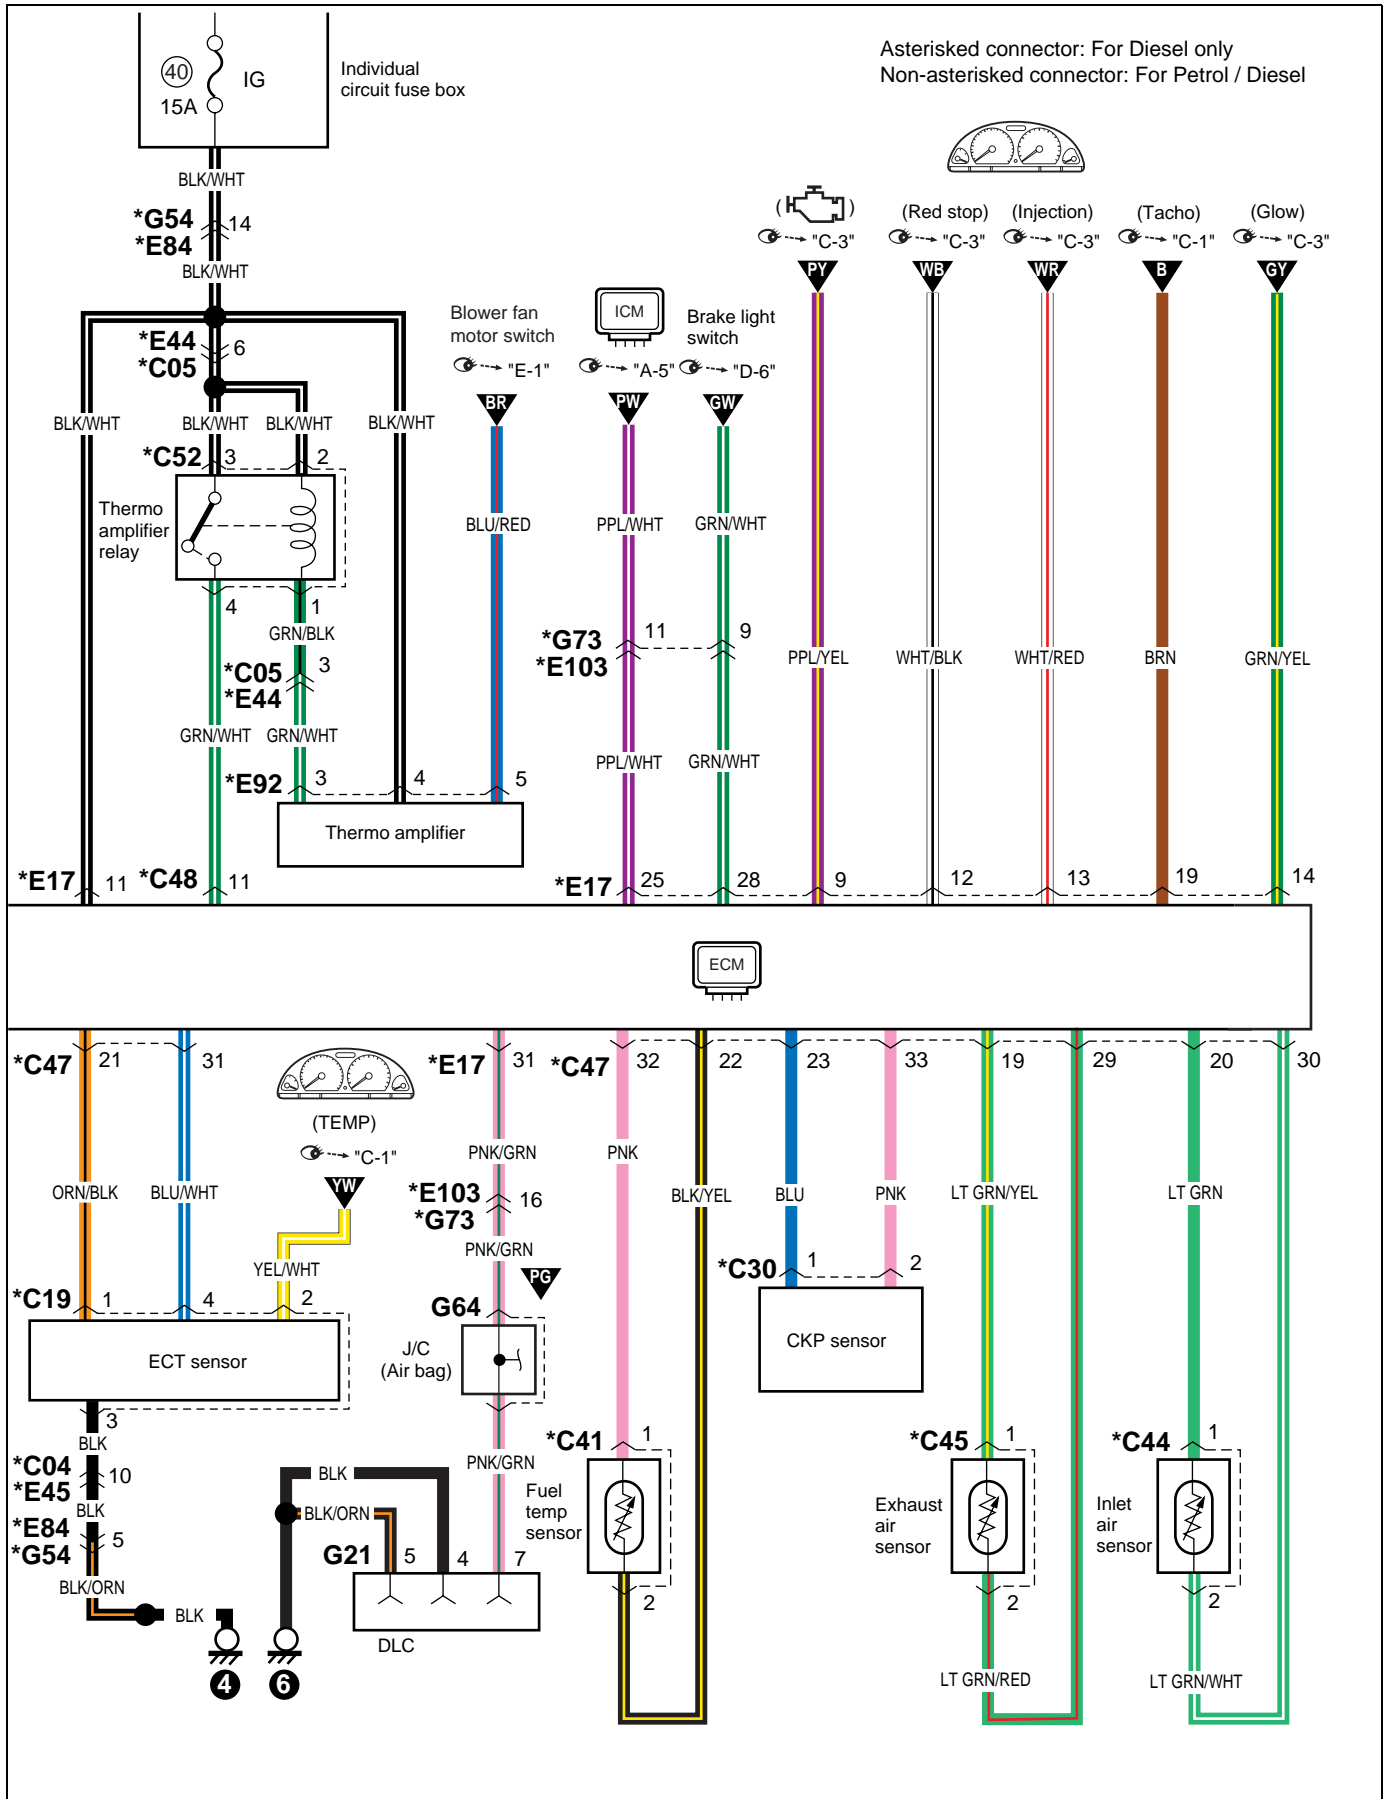 Asterisked connector: For Diesel only
Non-asterisked connector: For Petrol / Diesel
40
15A
IG
Individual
circuit fuse box
BLK/WHT
*G54
14
*E84
BLK/WHT
(Red stop)
(Injection)
(Tacho)
(Glow)
( )
"C-3"
"C-3"
"C-3"
"C-1"
"C-3"
PY
WB
WR
B
GY
Blower fan
motor switch
"E-1"
BR
ICM
"A-5"
PW
Brake light
switch
"D-6"
GW
*E44
6
*C05
BLK/WHT
BLK/WHT
BLK/WHT
BLK/WHT
*C52
3
2
Thermo
amplifier
relay
BLU/RED
PPL/WHT
GRN/WHT
4
1
GRN/BLK
*C05
3
*E44
*G73
11
9
*E103
PPL/YEL
WHT/BLK
WHT/RED
BRN
GRN/YEL
GRN/WHT
GRN/WHT
PPL/WHT
GRN/WHT
*E92
3
4
5
Thermo amplifier
*E17
11
*C48
11
*E17
25
28
9
12
13
19
14
ECM
*C47
21
31
*E17
31
*C47
32
22
23
33
19
29
20
30
(TEMP)
"C-1"
YW
PNK/GRN
PNK
ORN/BLK
BLU/WHT
*E103
16
*G73
BLK/YEL
BLU
PNK
LT GRN/YEL
LT GRN
PNK/GRN
YEL/WHT
PG
*C30
1
2
*C19
1
4
2
G64
ECT sensor
J/C
(Air bag)
CKP sensor
3
BLK
*C04
10
*E45
BLK
*E84
5
*G54
BLK/ORN
BLK
4
BLK
BLK/ORN
PNK/GRN
G21
5
4
7
DLC
6
*C41
1
Fuel
temp
sensor
2
*C45
1
Exhaust
air
sensor
2
*C44
1
Inlet
air
sensor
2
LT GRN/RED
LT GRN/WHT